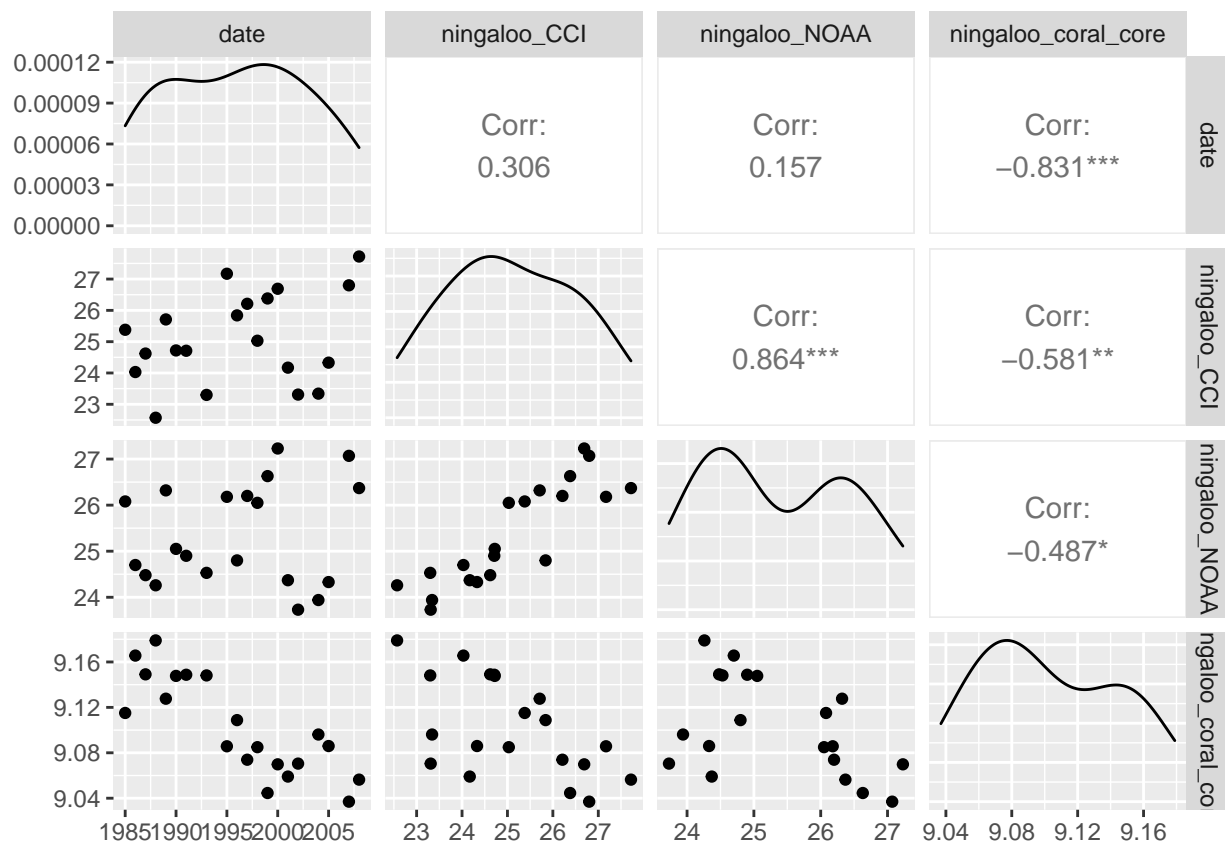 date
ningaloo_CCI
ningaloo_NOAA
ningaloo_coral_core
0.00012
0.00009
0.00006
0.00003
0.00000
Corr:
0.306
Corr:
0.157
Corr:
−0.831***
date
27
26
25
24
23
Corr:
0.864***
Corr:
−0.581**
ningaloo_CCI
27
26
25
24
Corr:
−0.487*
ningaloo_NOAA
9.16
9.12
9.08
9.04
ngaloo_coral_co
1985 1990 1995 2000 2005
23 24 25 26 27
24 25 26 27
9.04 9.08 9.12 9.16